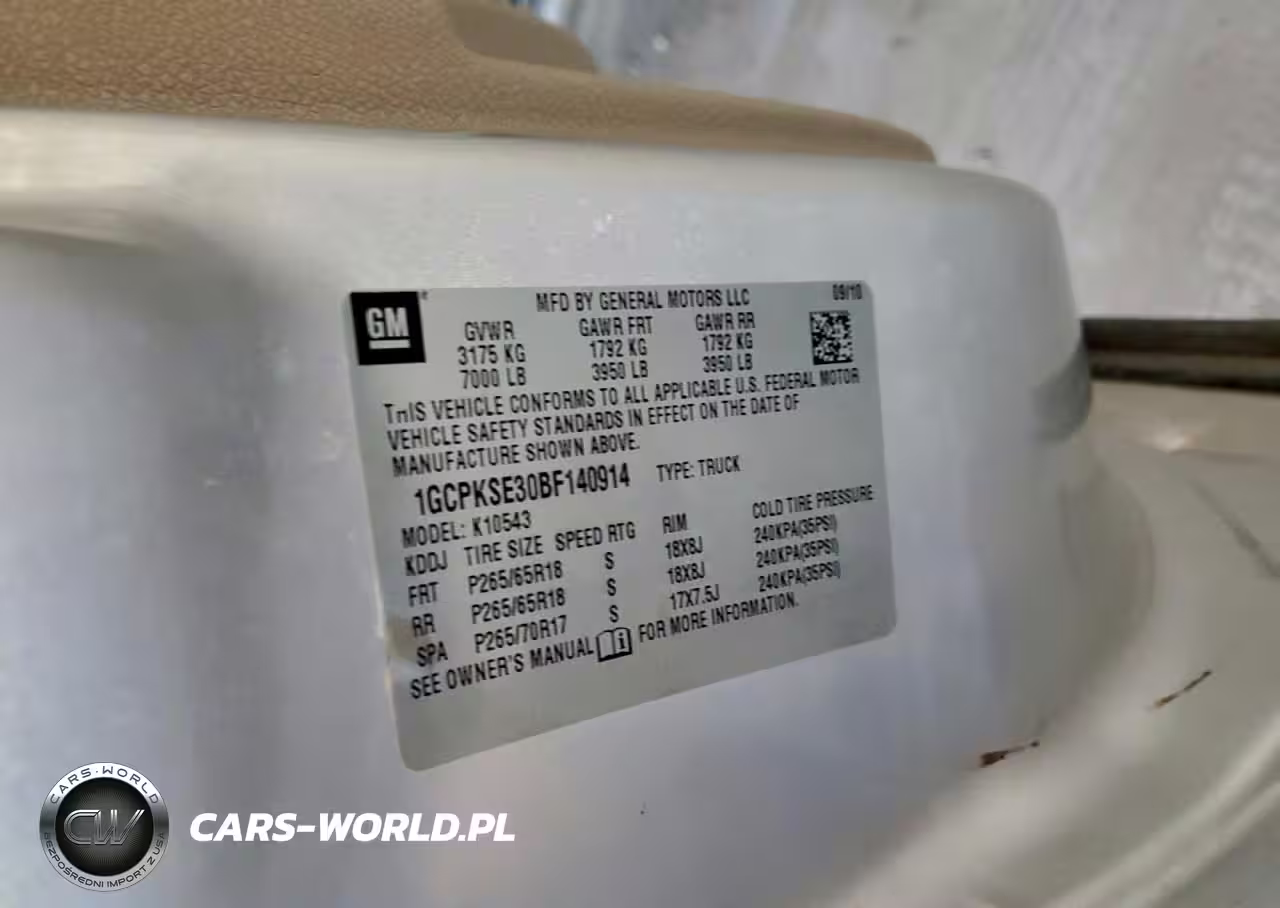 GM
MFD BY GENERAL MOTORS LLC
09/10
GVWR GAWR FRT GAWR RR
3175 KG 1792 KG 1792 KG
7000 LB 3950 LB 3950 LB
THIS VEHICLE CONFORMS TO ALL APPLICABLE U.S. FEDERAL MOTOR
VEHICLE SAFETY STANDARDS IN EFFECT ON THE DATE OF
MANUFACTURE SHOWN ABOVE.
1GCPKSE30BF140914 TYPE: TRUCK
MODEL: K10543
KDDJ TIRE SIZE SPEED RTG RIM COLD TIRE PRESSURE
FRT P265/65R18 S 18X8J 240KPA(35PSI)
RR P265/65R18 S 18X8J 240KPA(35PSI)
SPA P265/70R17 S 17X7.5J 240KPA(35PSI)
SEE OWNER'S MANUAL FOR MORE INFORMATION.
CARS-WORLD
CW
BEZPOŚREDNI IMPORT Z USA
CARS-WORLD.PL